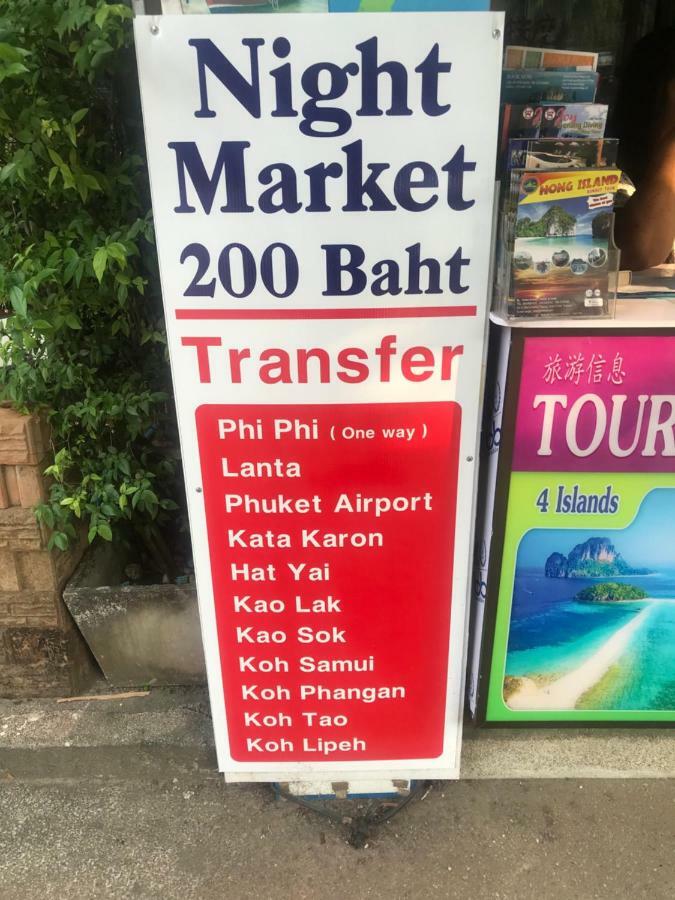 Night
Market
200 Baht
Transfer
Phi Phi ( One way )
Lanta
Phuket Airport
Kata Karon
Hat Yai
Kao Lak
Kao Sok
Koh Samui
Koh Phangan
Koh Tao
Koh Lipeh
HONG ISLAND
旅游信息
TOUR
4 Islands